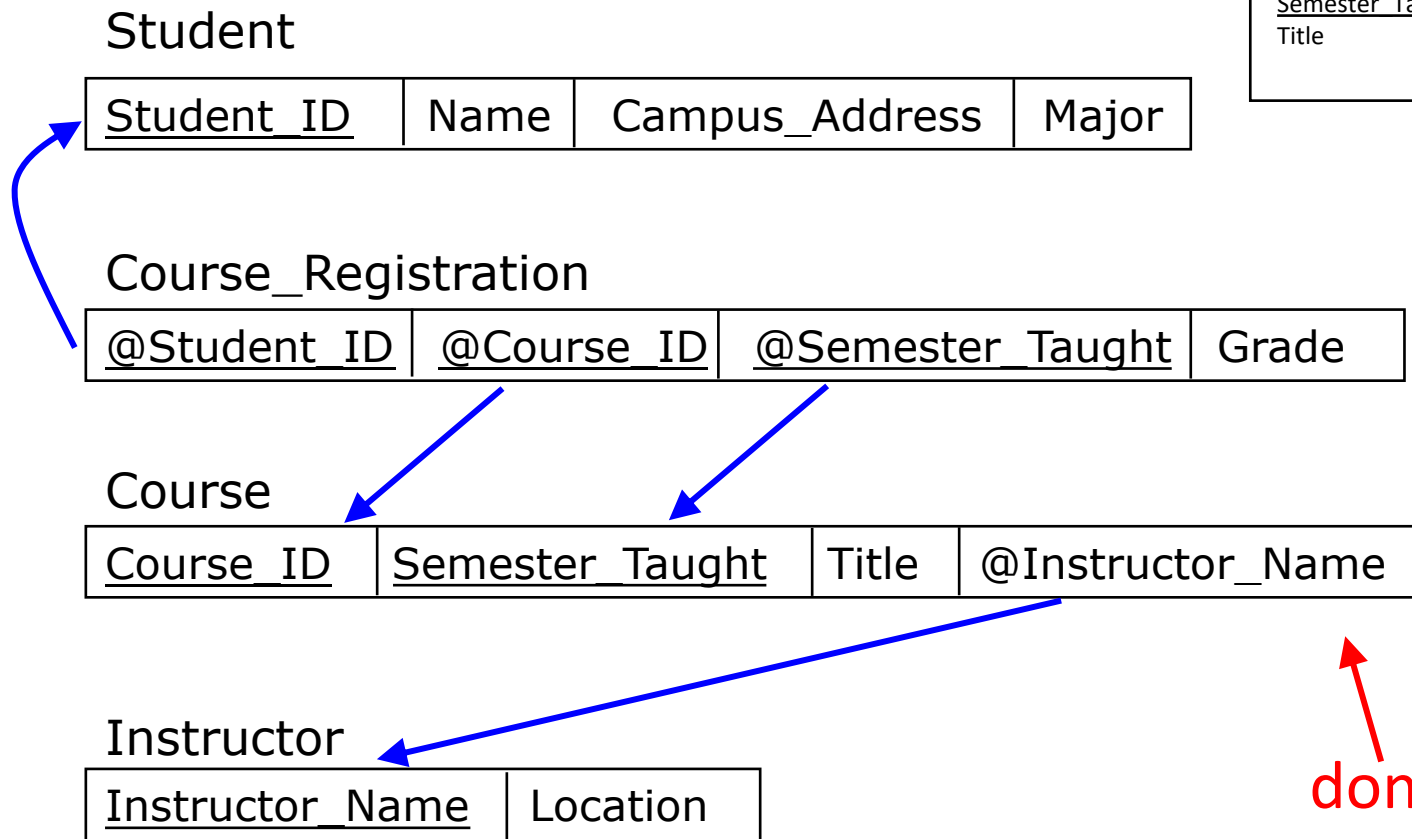 Title
Student
Student_ID Name Campus_Address Major
Course_Registration
@Student_ID @Course_ID @Semester_Taught Grade
Course
Course_ID Semester_Taught Title @Instructor_Name
Instructor
Instructor_Name Location